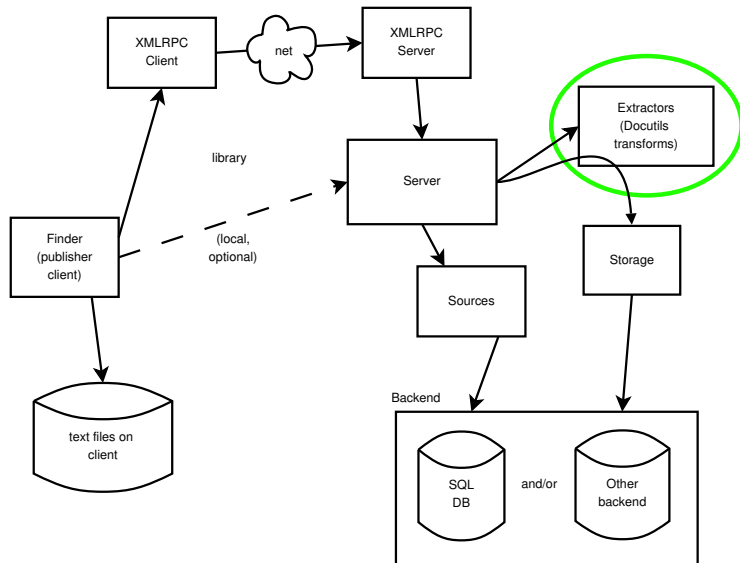 XMLRPC
Client
net
XMLRPC
Server
Extractors
(Docutils
transforms)
library
Server
Finder
(publisher
client)
(local,
optional)
Storage
Sources
Backend
text files on
client
SQL
DB
and/or
Other
backend